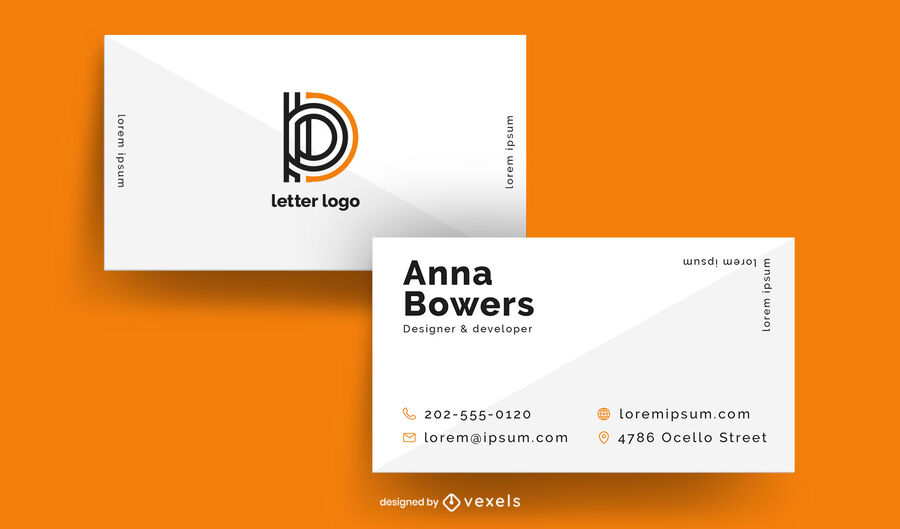 lorem ipsum
letter logo
lorem ipsum
Anna
Bowers
Designer & developer
lorem ipsum
lorem ipsum
202-555-0120
loremipsum.com
lorem@ipsum.com
4786 Ocello Street
designed by vexels